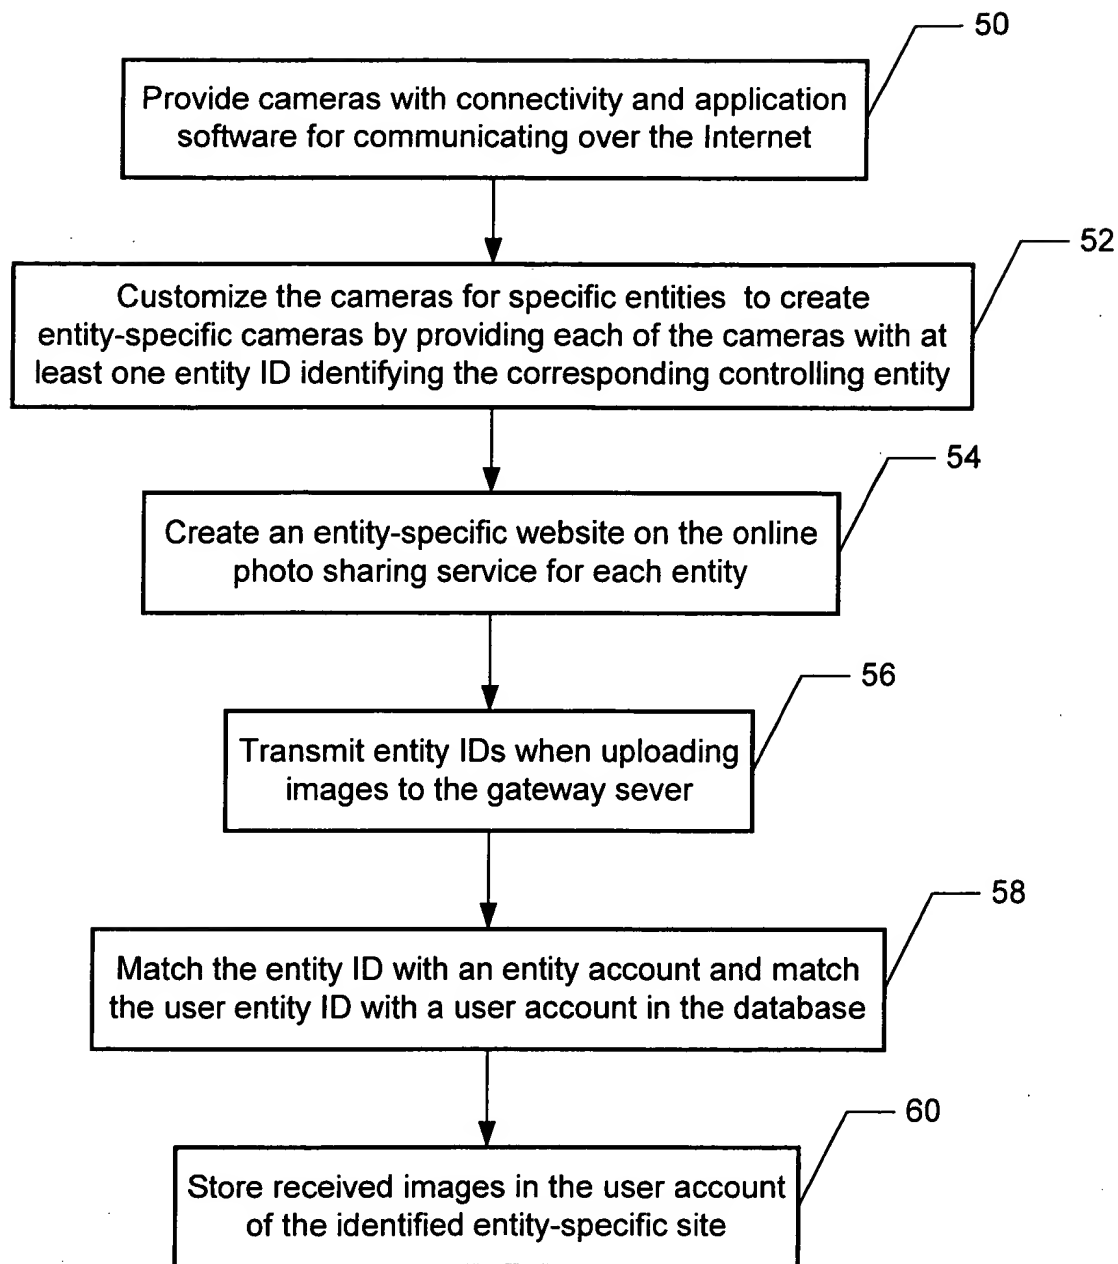 50
Provide cameras with connectivity and application
software for communicating over the Internet
52
Customize the cameras for specific entities to create
entity-specific cameras by providing each of the cameras with at
least one entity ID identifying the corresponding controlling entity
54
Create an entity-specific website on the online
photo sharing service for each entity
56
Transmit entity IDs when uploading
images to the gateway sever
58
Match the entity ID with an entity account and match
the user entity ID with a user account in the database
60
Store received images in the user account
of the identified entity-specific site